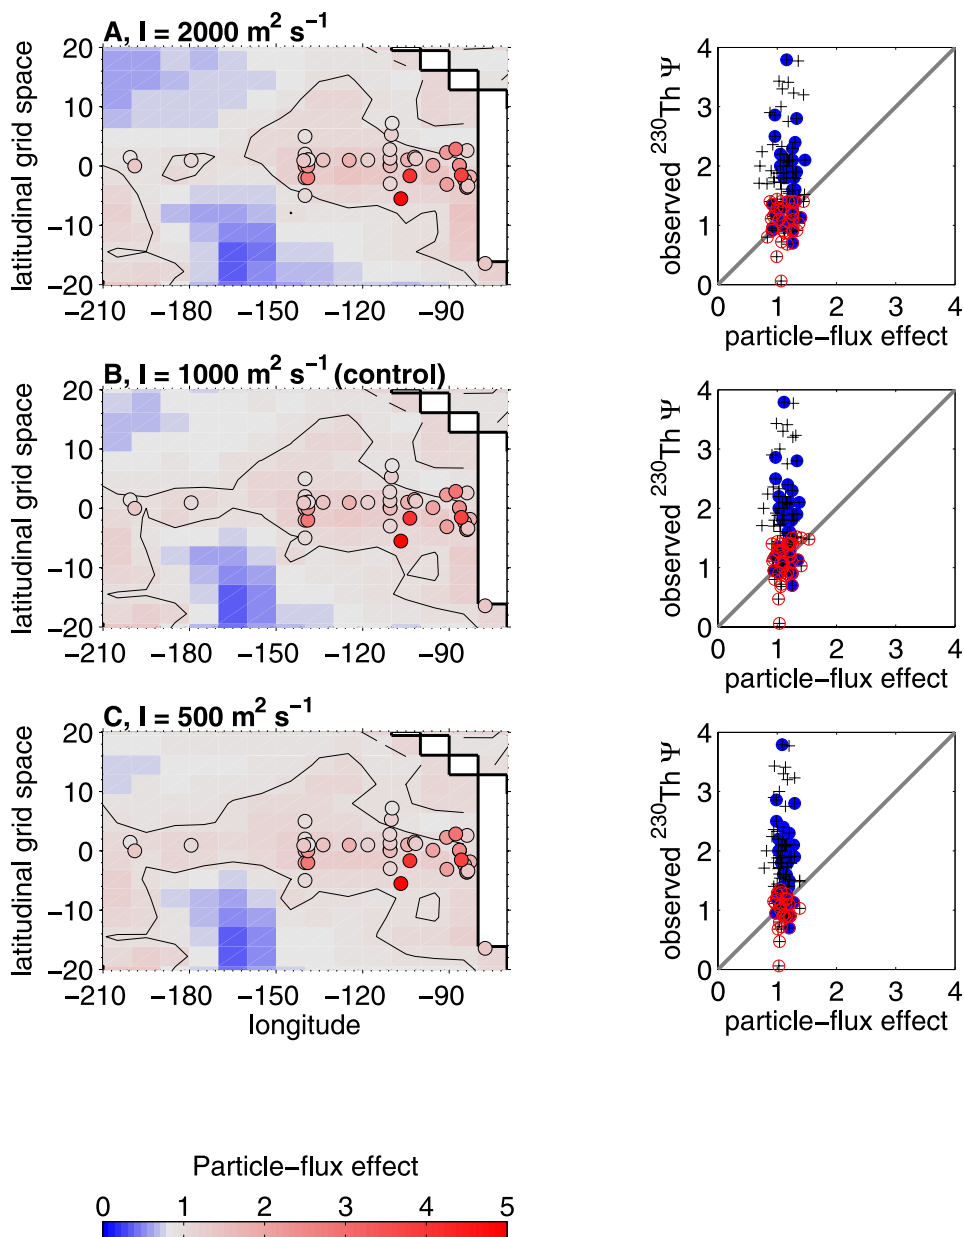 A, I = 2000 m² s⁻¹
latitudinal grid space
20
10
0
−10
−20
−210 −180 −150 −120 −90
observed ²³⁰Th Ψ
4
3
2
1
0
0 1 2 3 4
particle−flux effect
B, I = 1000 m² s⁻¹ (control)
latitudinal grid space
20
10
0
−10
−20
−210 −180 −150 −120 −90
observed ²³⁰Th Ψ
4
3
2
1
0
0 1 2 3 4
particle−flux effect
C, I = 500 m² s⁻¹
latitudinal grid space
20
10
0
−10
−20
−210 −180 −150 −120 −90
longitude
observed ²³⁰Th Ψ
4
3
2
1
0
0 1 2 3 4
particle−flux effect
Particle−flux effect
0 1 2 3 4 5